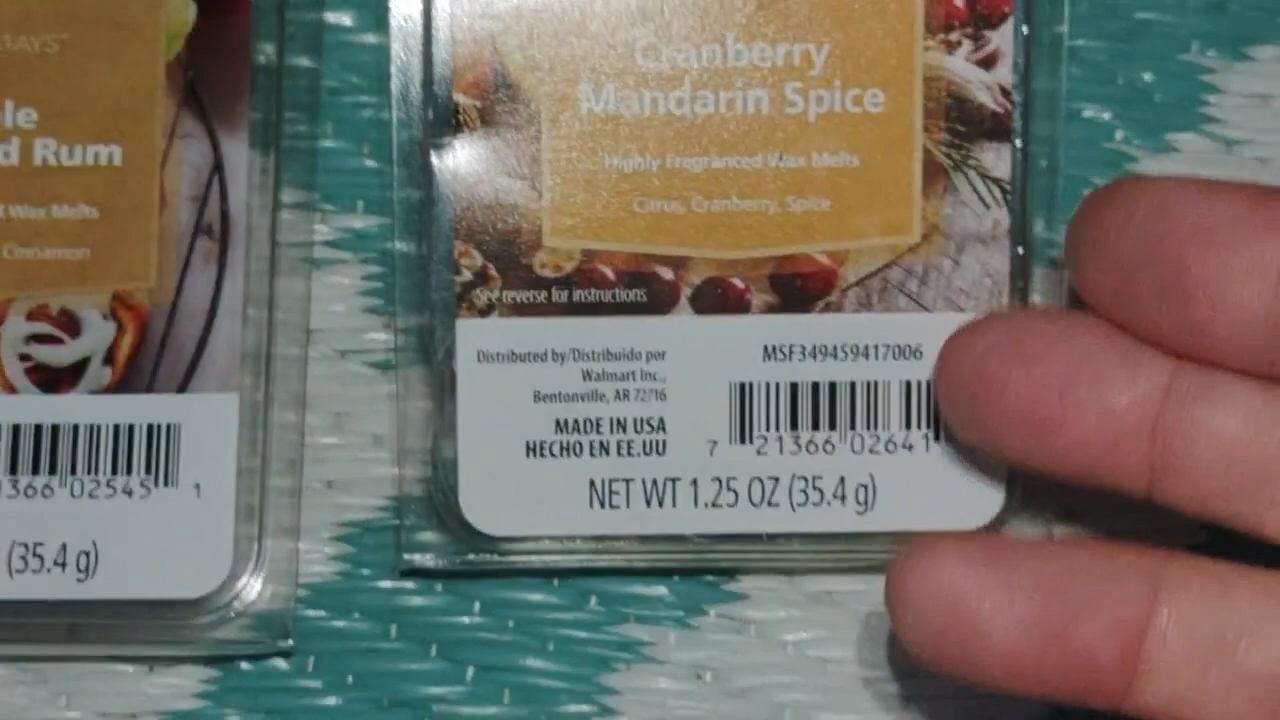 TAYS
le
d Rum
Wax Melts
Cinnamon
366 02545 1
(35.4 g)
Cranberry
Mandarin Spice
Highly Fragranced Wax Melts
Citrus, Cranberry, Spice
See reverse for instructions
Distributed by/Distribuido por
Walmart Inc.,
Bentonville, AR 72716
MADE IN USA
HECHO EN EE.UU
MSF349459417006
7 21366 02641
NET WT 1.25 OZ (35.4 g)